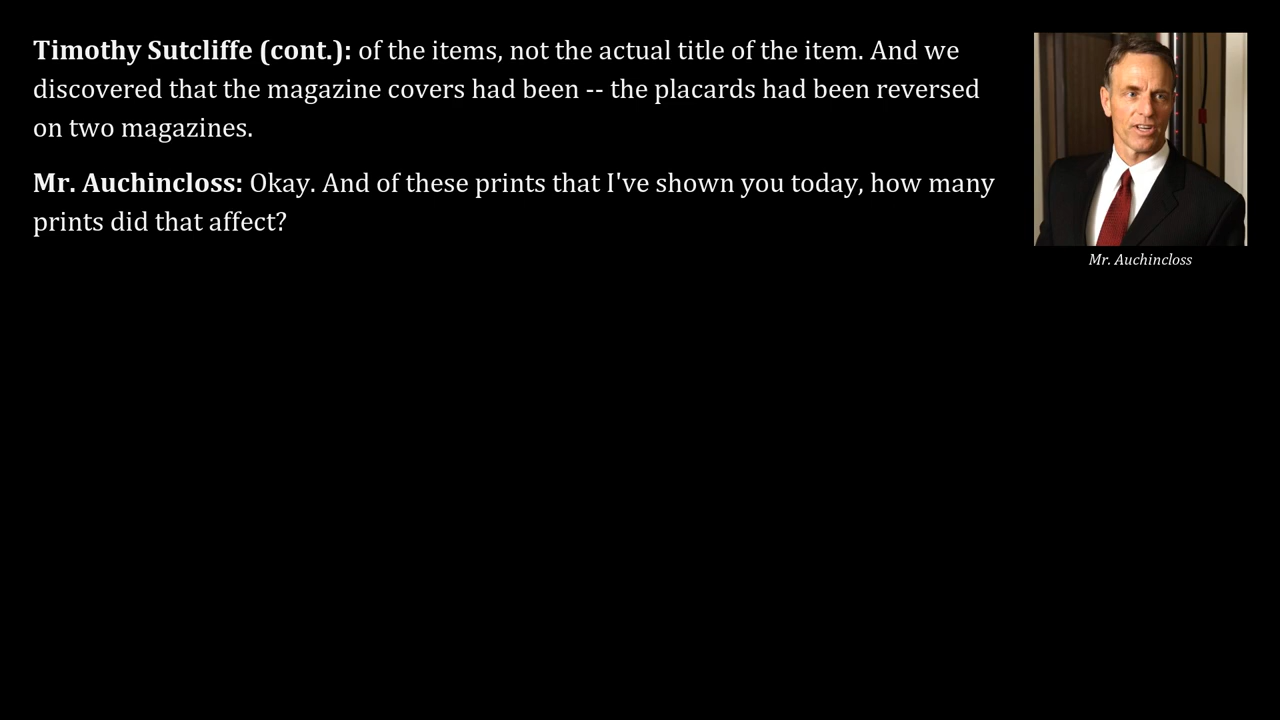 Timothy Sutcliffe (cont.): of the items, not the actual title of the item. And we
discovered that the magazine covers had been -- the placards had been reversed
on two magazines.
Mr. Auchincloss: Okay. And of these prints that I've shown you today, how many
prints did that affect?
Mr. Auchincloss